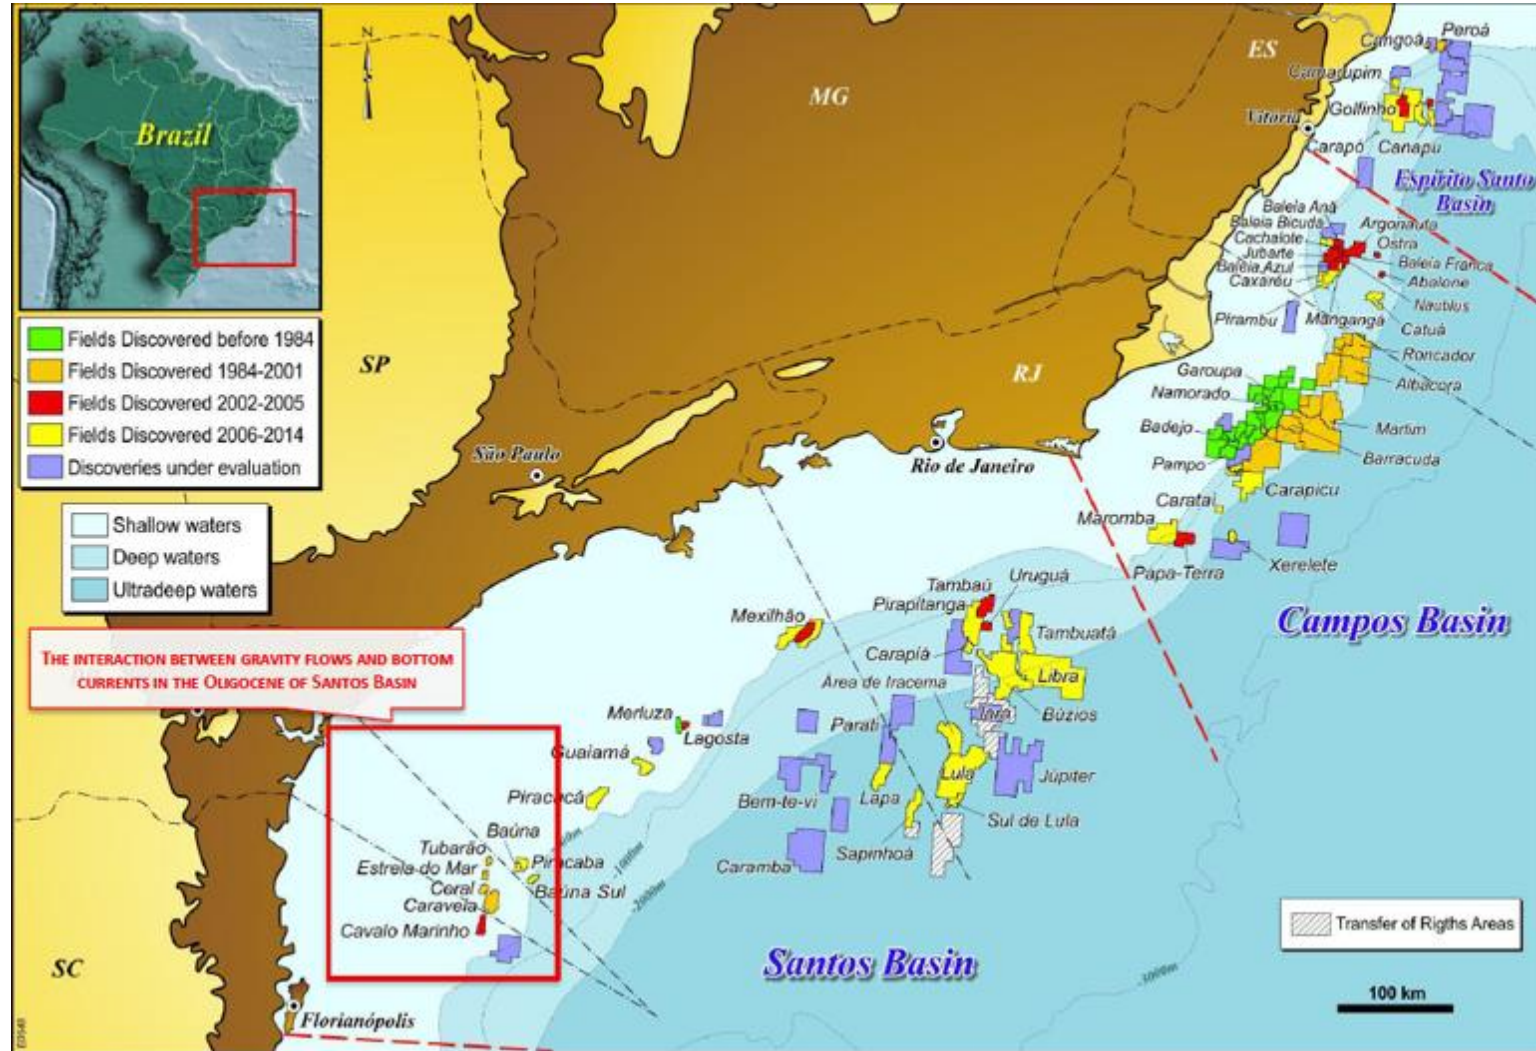 Brazil
N
MG
ES
SP
RJ
SC
Fields Discovered before 1984
Fields Discovered 1984-2001
Fields Discovered 2002-2005
Fields Discovered 2006-2014
Discoveries under evaluation
Shallow waters
Deep waters
Ultradeep waters
THE INTERACTION BETWEEN GRAVITY FLOWS AND BOTTOM
CURRENTS IN THE OLIGOCENE OF SANTOS BASIN
Vitória
São Paulo
Rio de Janeiro
Florianópolis
Cangoá
Peroá
Camarupim
Golfinho
Carapó
Canapu
Espírito Santo
Basin
Baleia Anã
Baleia Bicuda
Cachalote
Jubarte
Baleia Azul
Caxaréu
Argonauta
Ostra
Baleia Franca
Abalone
Nautilus
Pirambu
Mangangá
Catuá
Roncador
Albacora
Garoupa
Namorado
Badejo
Pampo
Marlim
Barracuda
Carapicu
Carataí
Maromba
Papa-Terra
Xerelete
Campos Basin
Tambaú
Uruguá
Pirapitanga
Mexilhão
Tambuatá
Carapiá
Área de Iracema
Libra
Búzios
Iara
Parati
Merluza
Lagosta
Guaiamá
Lula
Júpiter
Piracucá
Bem-te-vi
Lapa
Sul de Lula
Baúna
Tubarão
Piracaba
Estrela do Mar
Coral
Baúna Sul
Caravela
Cavalo Marinho
Caramba
Sapinhoá
-1000m
-2000m
-3000m
Santos Basin
Transfer of Rigths Areas
100 km